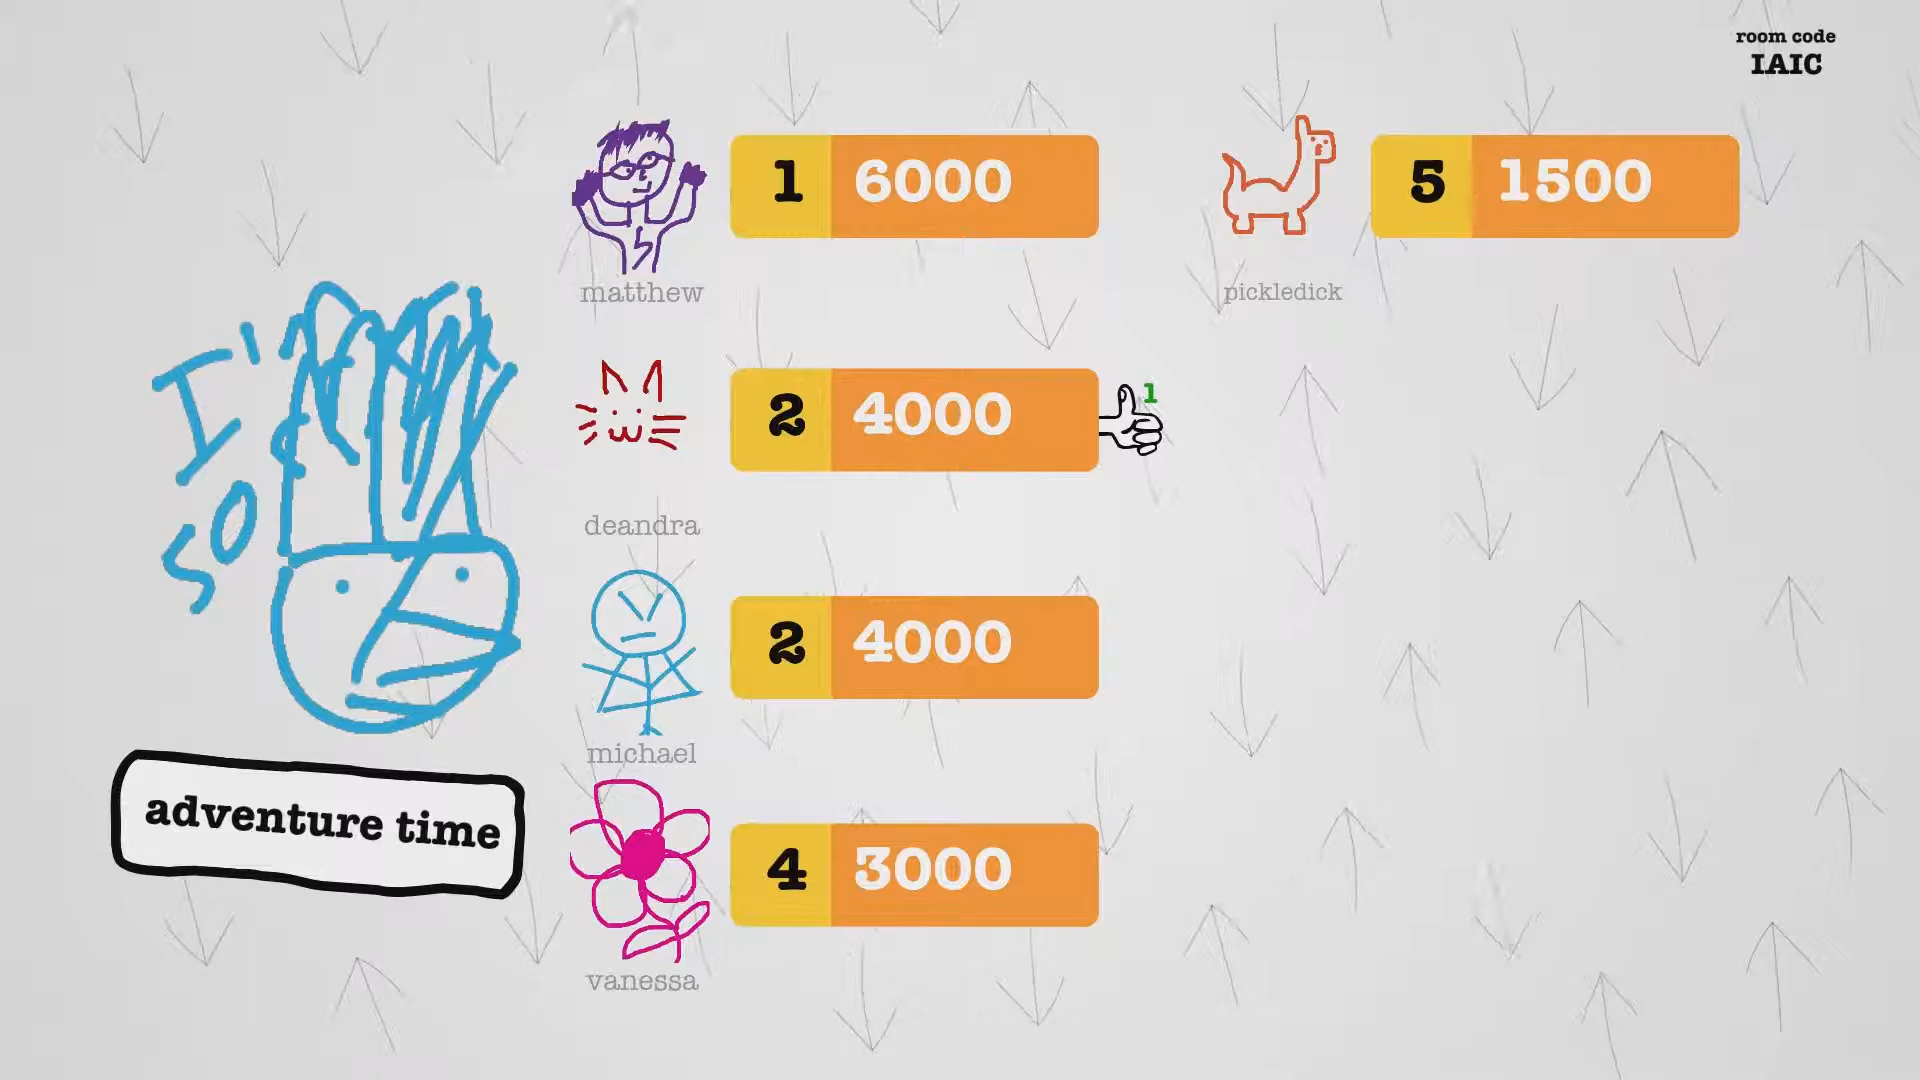 room code
IAIC
1 6000
matthew
5 1500
pickledick
I'
so
2 4000
1
deandra
2 4000
michael
adventure time
4 3000
vanessa